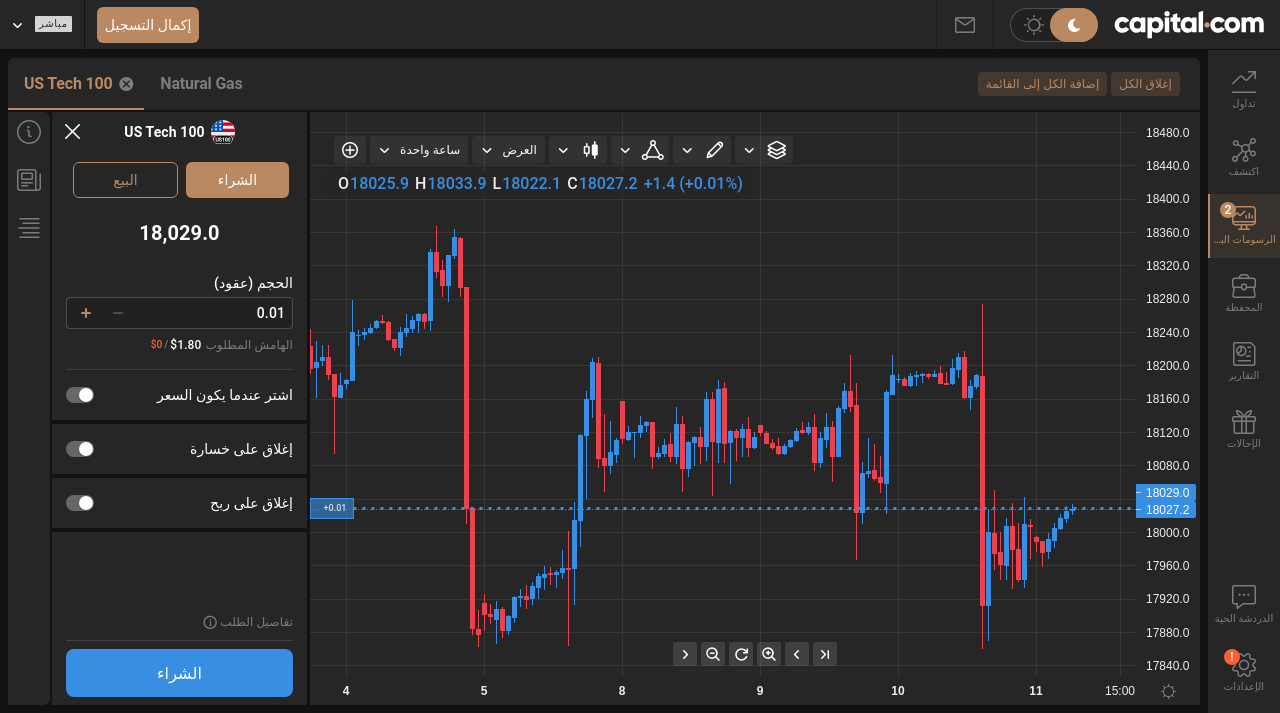 capital.com
إكمال التسجيل
مباشر
إغلاق الكل
إضافة الكل إلى القائمة
Natural Gas
US Tech 100
تداول
اكتشف
2
الرسومات الب...
المحفظة
التقارير
الإحالات
الدردشة الحية
!
الإعدادات
US Tech 100
US100
الشراء
البيع
18,029.0
الحجم (عقود)
0.01
الهامش المطلوب $1.80 / $0
اشتر عندما يكون السعر
إغلاق على خسارة
إغلاق على ربح
تفاصيل الطلب
الشراء
ساعة واحدة
العرض
O18025.9 H18033.9 L18022.1 C18027.2 +1.4 (+0.01%)
18480.0
18440.0
18400.0
18360.0
18320.0
18280.0
18240.0
18200.0
18160.0
18120.0
18080.0
18029.0
18027.2
18000.0
17960.0
17920.0
17880.0
17840.0
+0.01
4 5 8 9 10 11 15:00